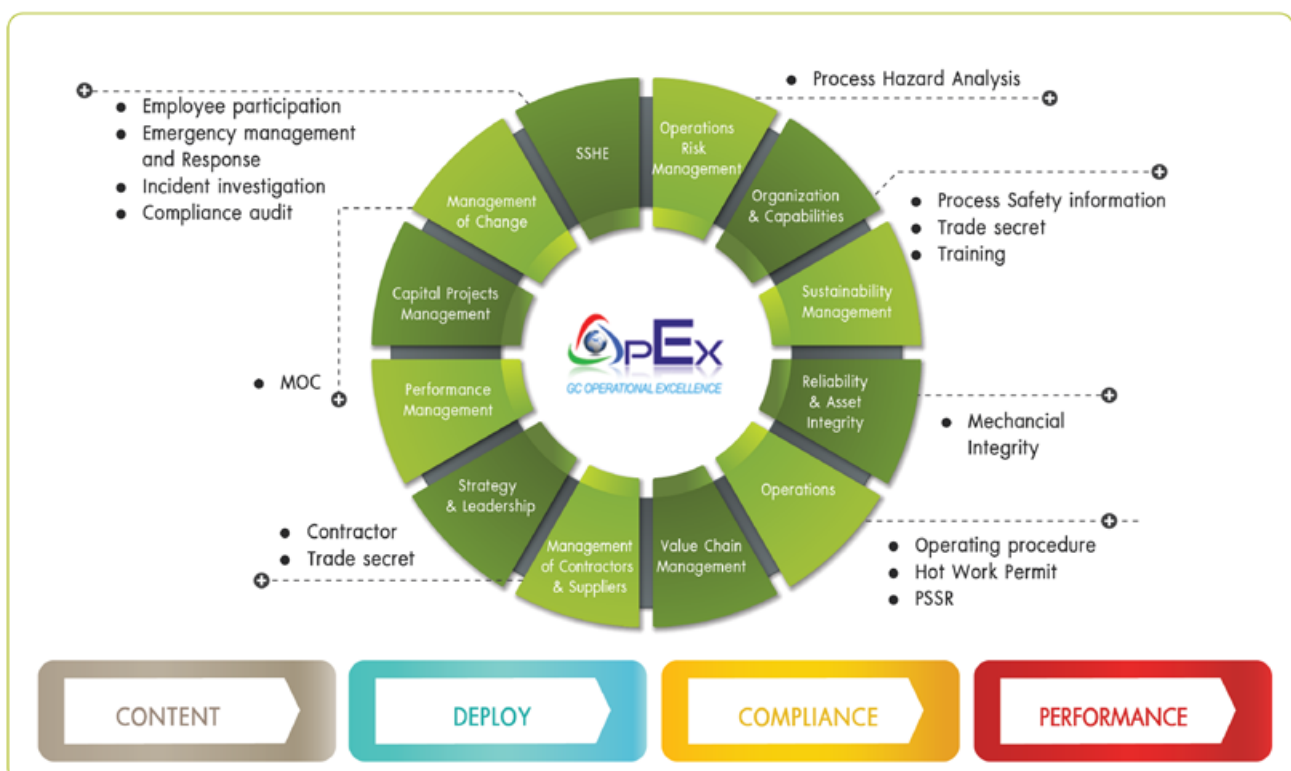 Process Hazard Analysis
Employee participation
Emergency management
and Response
Incident investigation
Compliance audit
SSHE
Operations
Risk
Management
Management
of Change
Organization
& Capabilities
Process Safety information
Trade secret
Training
Capital Projects
Management
Sustainability
Management
OpEx
GC OPERATIONAL EXCELLENCE
MOC
Performance
Management
Reliability
& Asset
Integrity
Mechancial
Integrity
Strategy
& Leadership
Operations
Contractor
Trade secret
Management
of Contractors
& Suppliers
Value Chain
Management
Operating procedure
Hot Work Permit
PSSR
CONTENT
DEPLOY
COMPLIANCE
PERFORMANCE